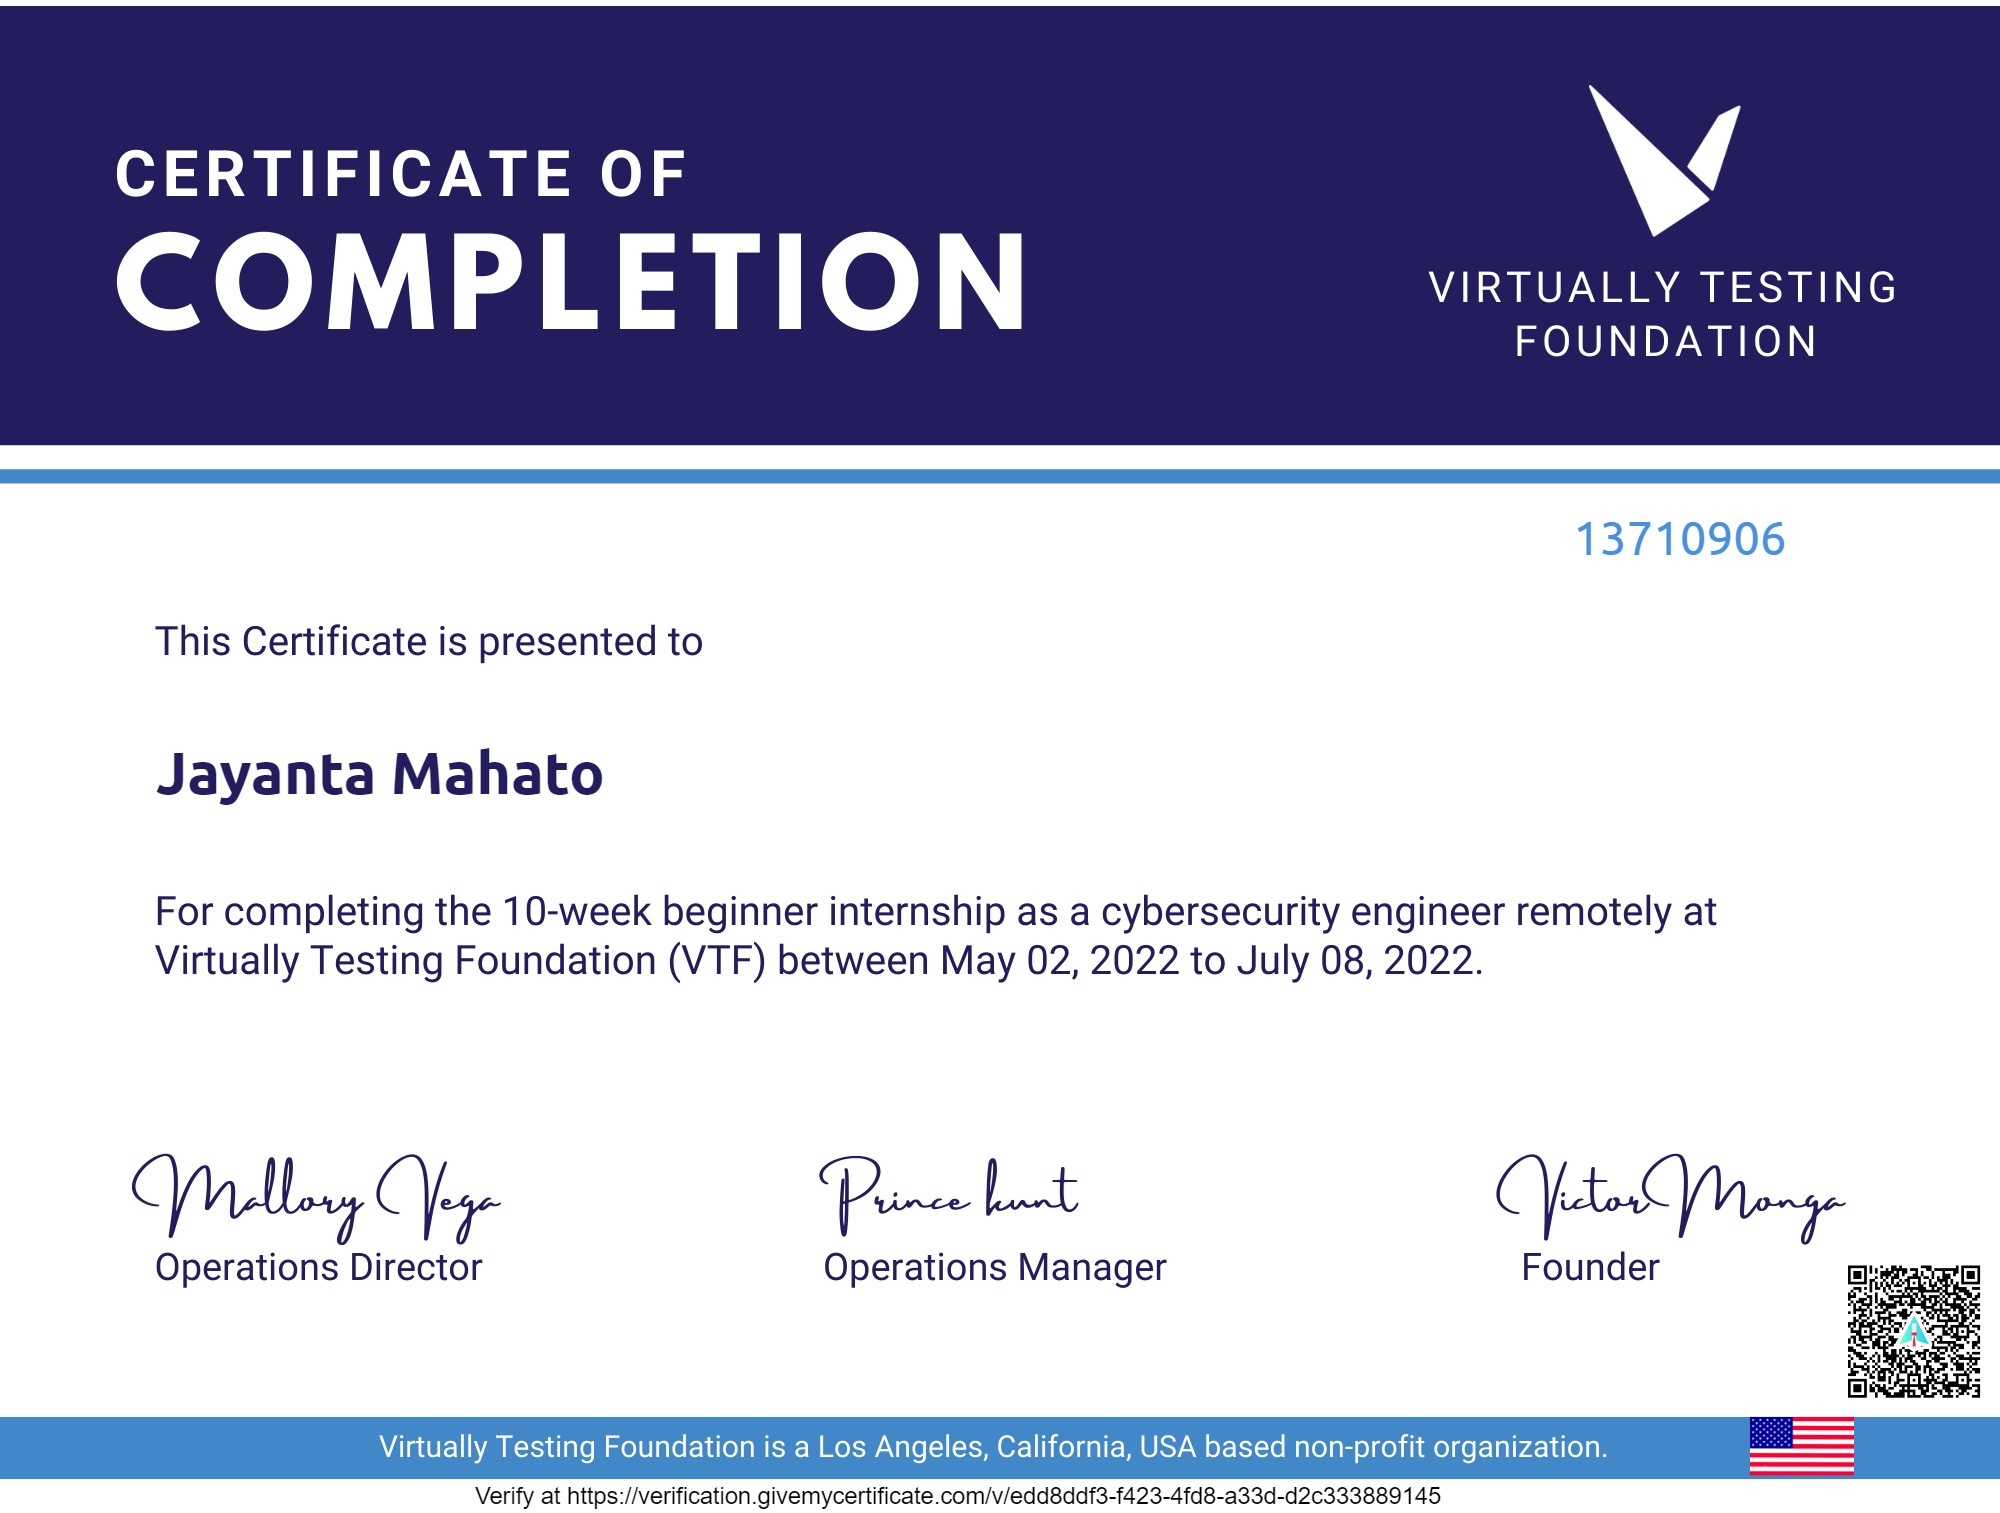 CERTIFICATE OF
COMPLETION
VIRTUALLY TESTING
FOUNDATION
13710906
This Certificate is presented to
Jayanta Mahato
For completing the 10-week beginner internship as a cybersecurity engineer remotely at
Virtually Testing Foundation (VTF) between May 02, 2022 to July 08, 2022.
Mallory Vega
Operations Director
Prince kunt
Operations Manager
Victor Monga
Founder
Virtually Testing Foundation is a Los Angeles, California, USA based non-profit organization.
Verify at https://verification.givemycertificate.com/v/edd8ddf3-f423-4fd8-a33d-d2c333889145